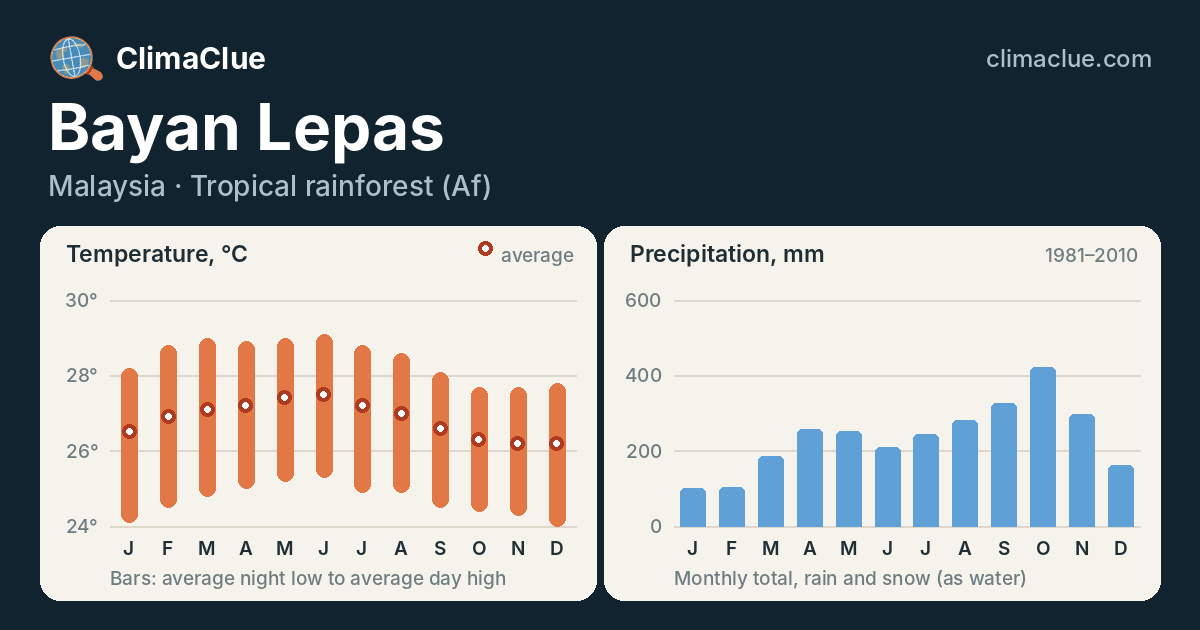 ClimaClue
climaclue.com
Bayan Lepas
Malaysia · Tropical rainforest (Af)
Temperature, °C
average
30°
28°
26°
24°
J F M A M J J A S O N D
Bars: average night low to average day high
Precipitation, mm
1981–2010
600
400
200
0
J F M A M J J A S O N D
Monthly total, rain and snow (as water)